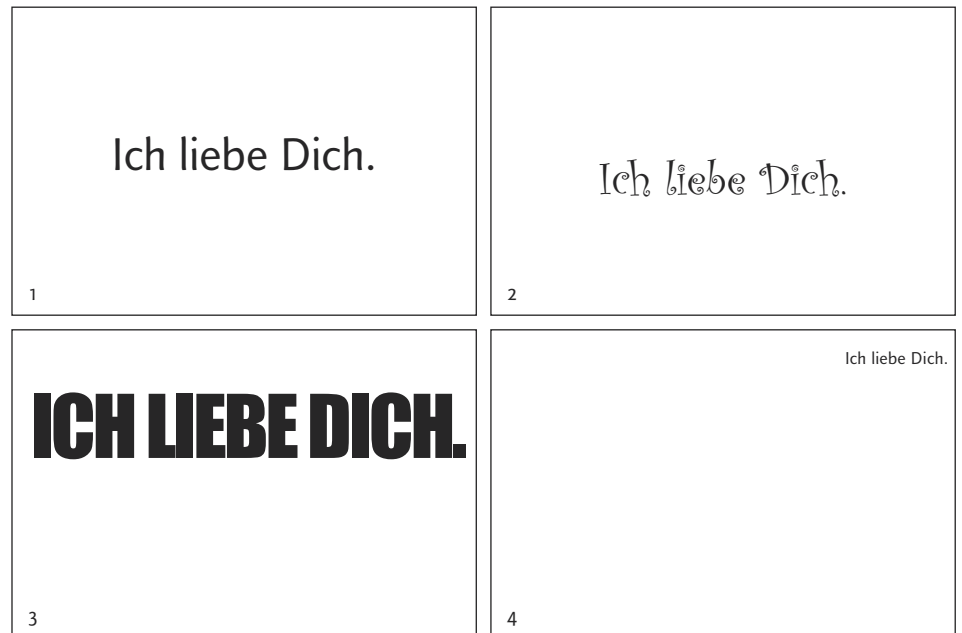 Ich liebe Dich.
1
Ich liebe Dich.
2
ICH LIEBE DICH.
3
Ich liebe Dich.
4